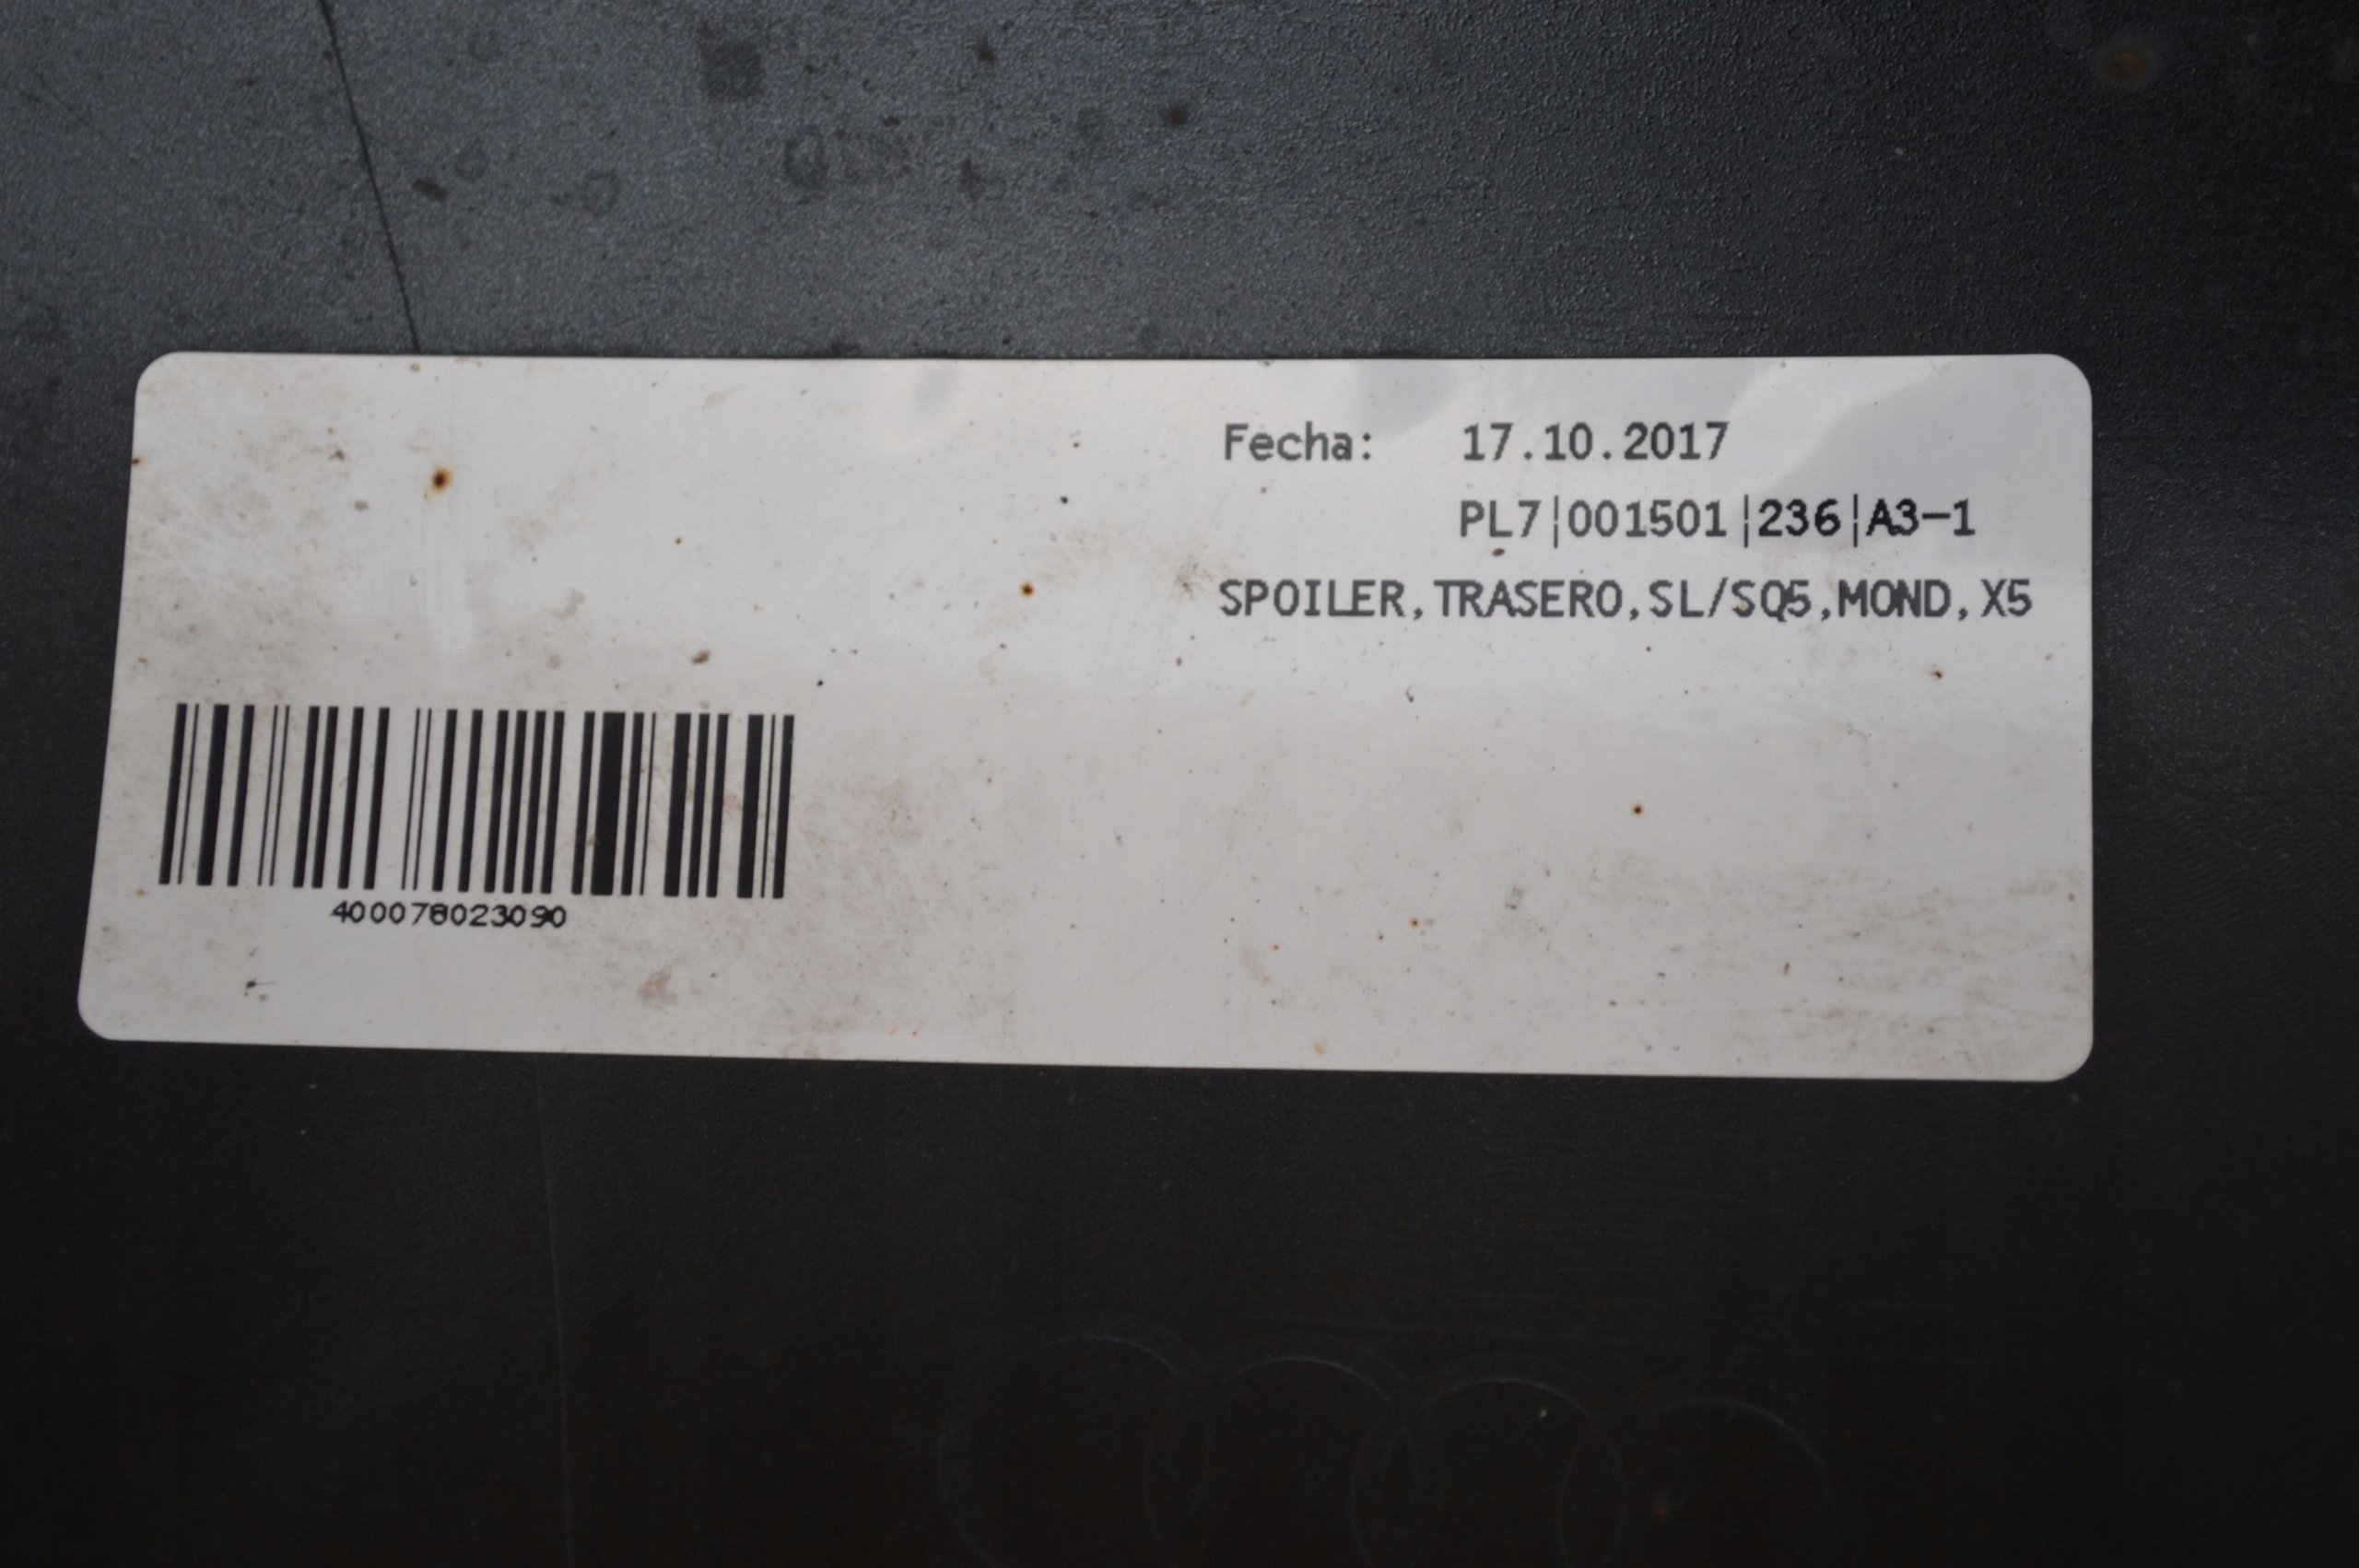 Fecha: 17.10.2017
PL7|001501|236|A3-1
SPOILER,TRASERO,SL/SQ5,MOND,X5
400078023090